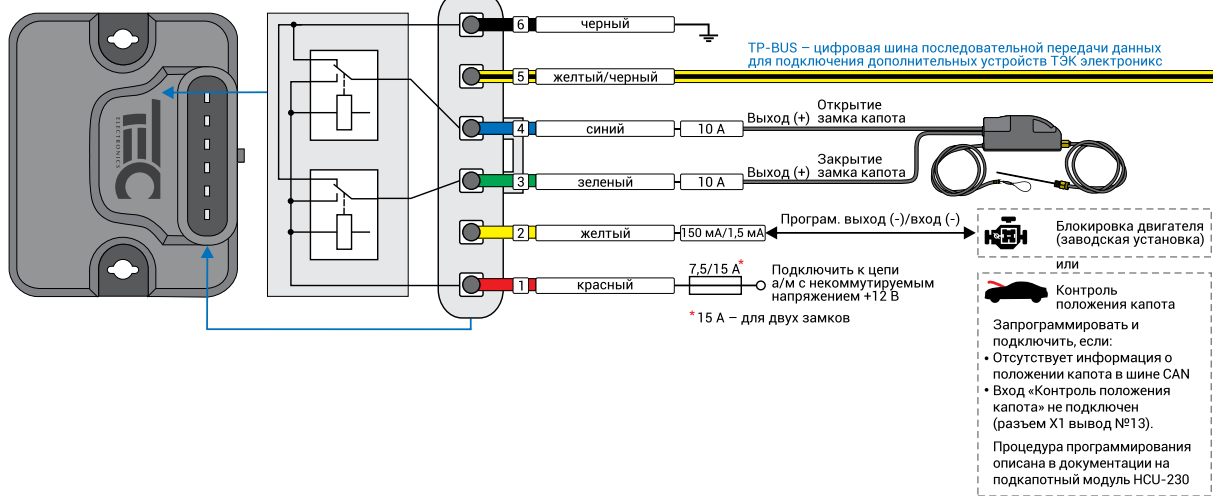 TEC
ELECTRONICS
6 черный
TP-BUS – цифровая шина последовательной передачи данных
для подключения дополнительных устройств ТЭК электроникс
5 желтый/черный
4 синий 10 А
Выход (+)
Открытие
замка капота
3 зеленый 10 А
Выход (+)
Закрытие
замка капота
2 желтый 150 мА/1,5 мА
Програм. выход (-)/вход (-)
Блокировка двигателя
(заводская установка)
или
1 красный
7,5/15 А*
Подключить к цепи
а/м с некоммутируемым
напряжением +12 В
* 15 А – для двух замков
Контроль
положения капота
Запрограммировать и
подключить, если:
• Отсутствует информация о
положении капота в шине CAN
• Вход «Контроль положения
капота» не подключен
(разъем X1 вывод №13).
Процедура программирования
описана в документации на
подкапотный модуль HCU-230